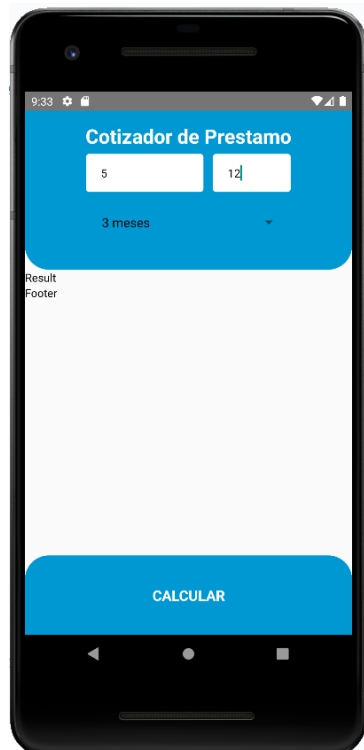 9:33
Cotizador de Prestamo
5 12
3 meses
Result
Footer
CALCULAR